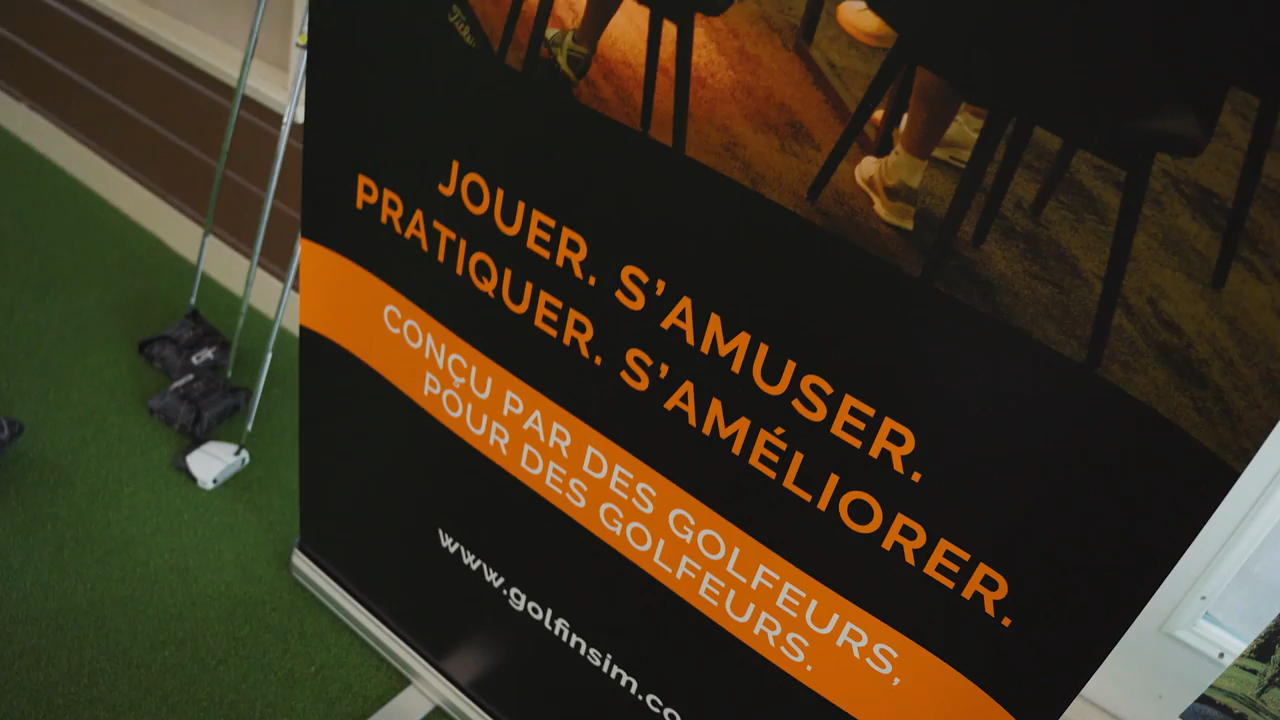 JOUER. S'AMUSER.
PRATIQUER. S'AMÉLIORER.
CONÇU PAR DES GOLFEURS,
POUR DES GOLFEURS.
www.golfinsim.co